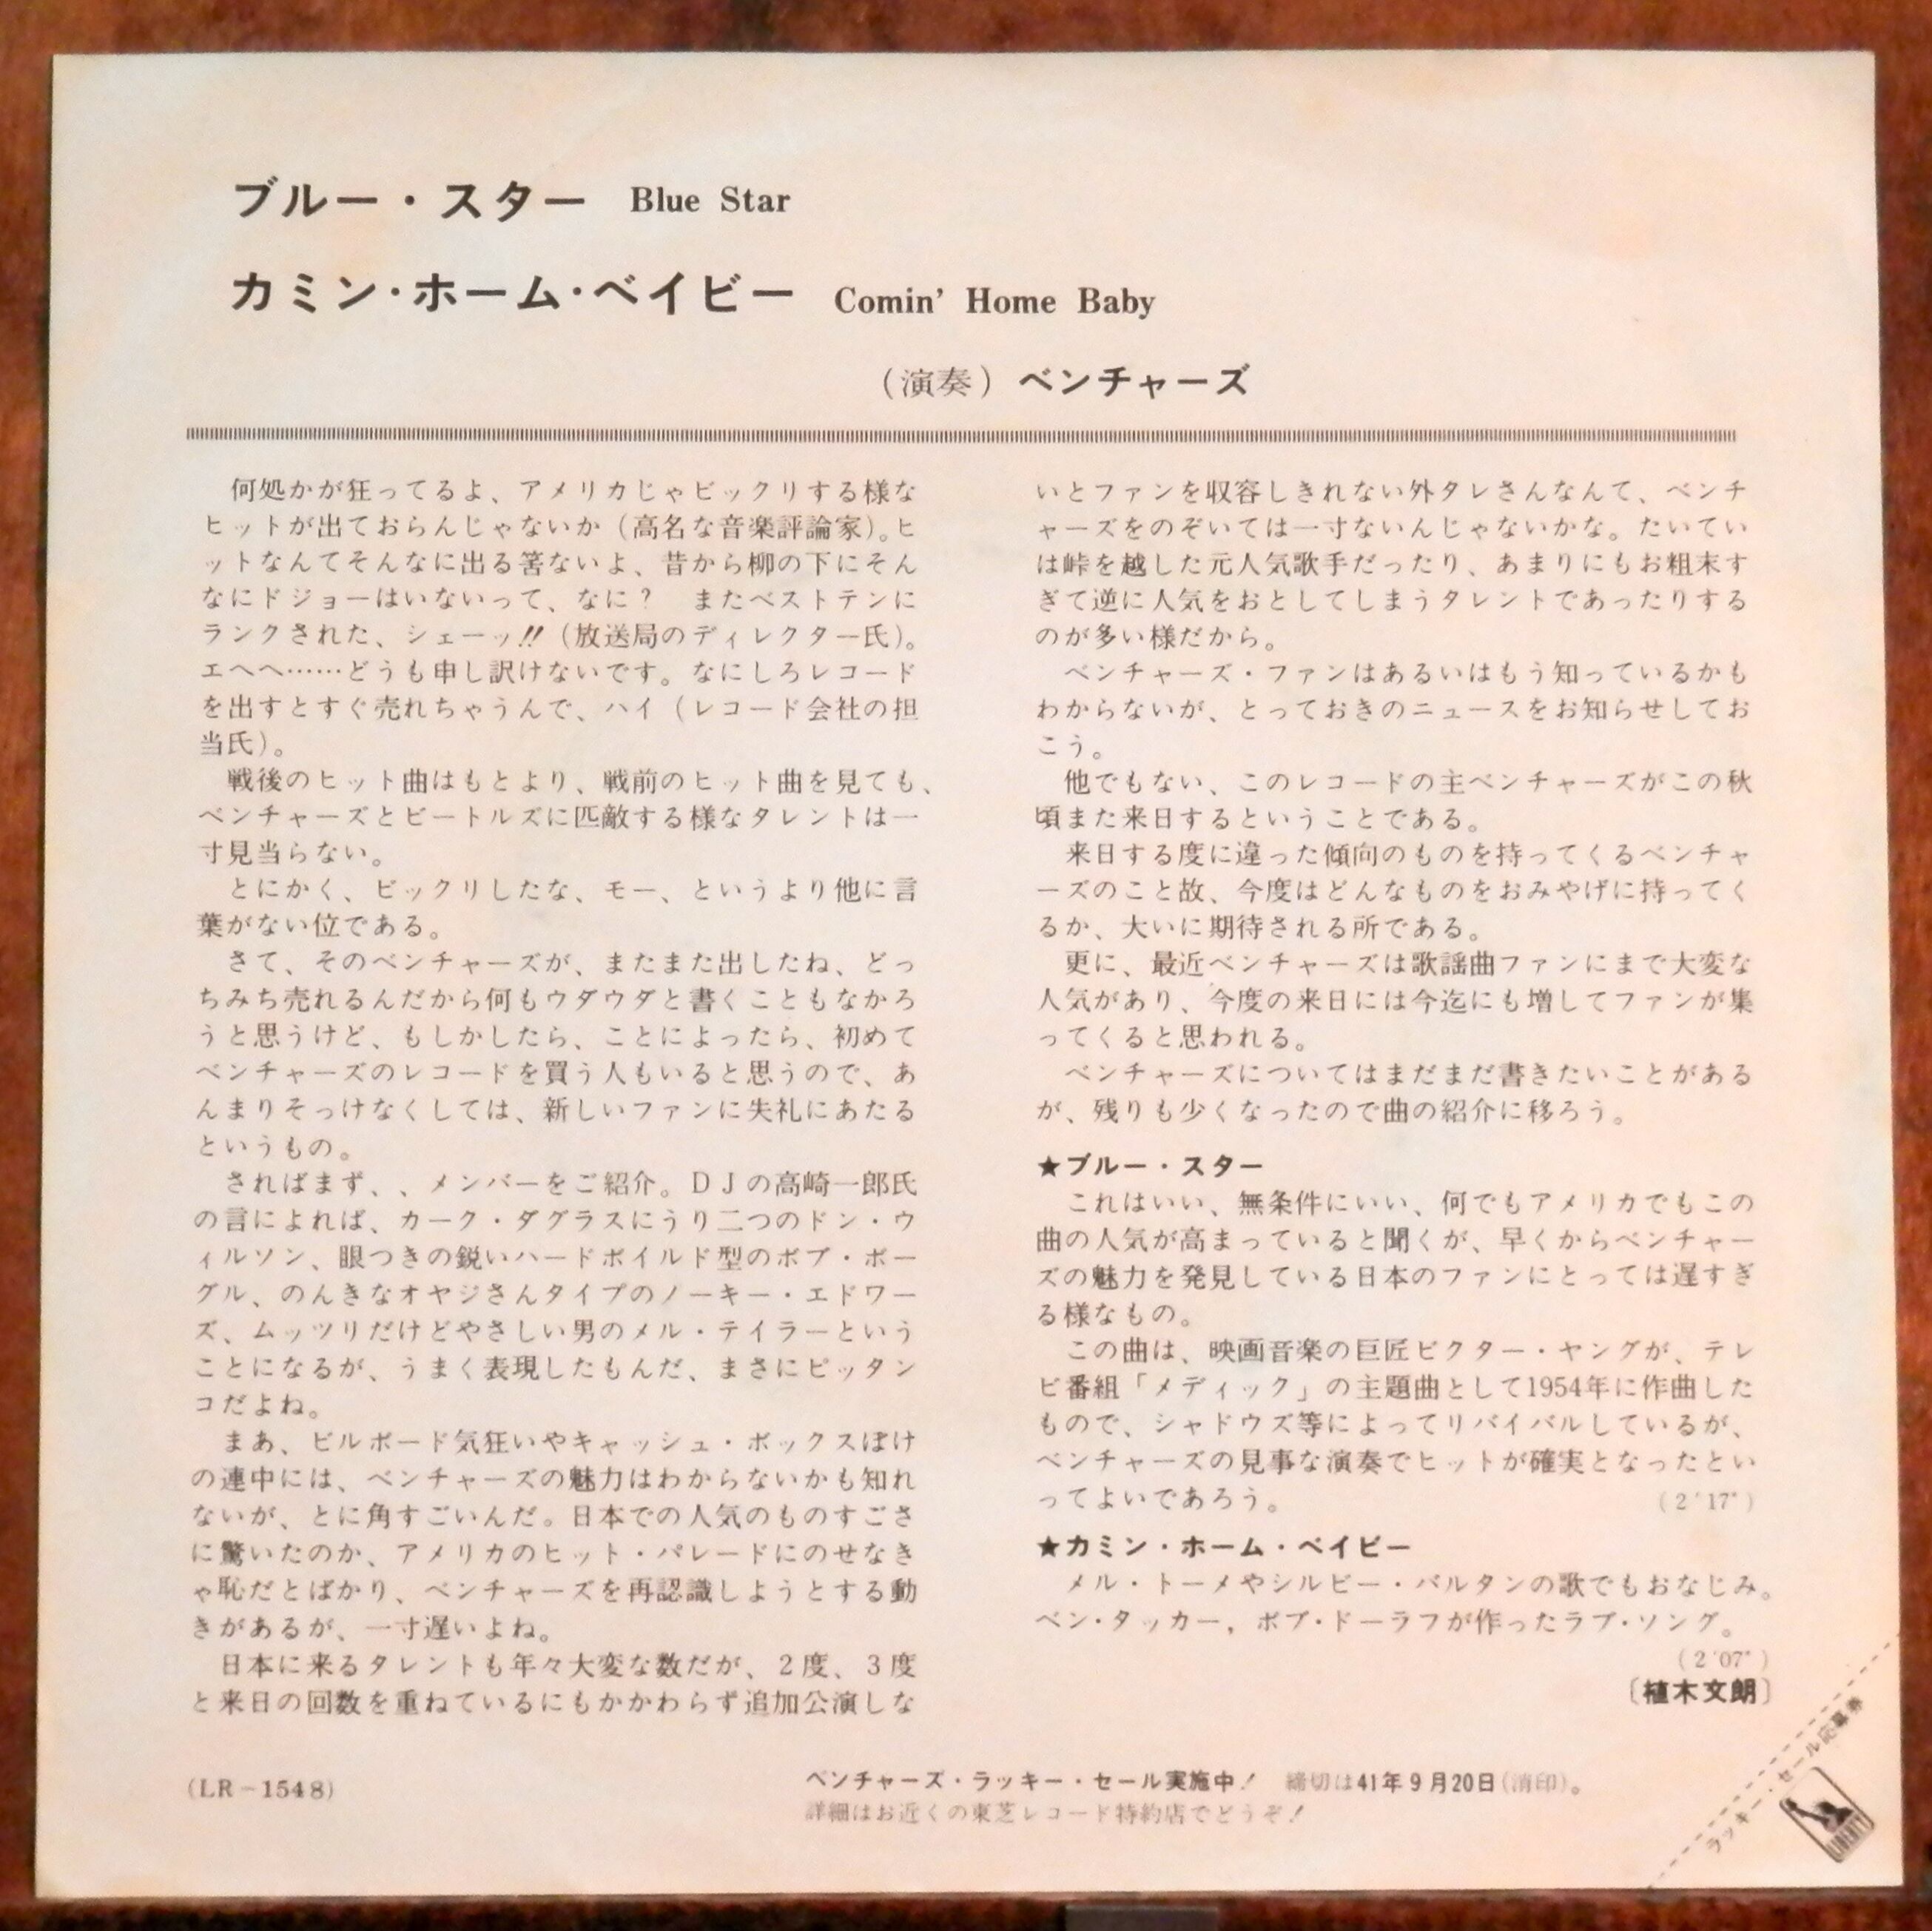 ブルー・スター Blue Star
カミン・ホーム・ベイビー Comin' Home Baby
(演奏) ベンチャーズ
何処かが狂ってるよ、アメリカじゃビックリする様な
ヒットが出ておらんじゃないか(高名な音楽評論家)。ヒ
ットなんてそんなに出る筈ないよ、昔から柳の下にそん
なにドジョーはいないって、なに? またベストテンに
ランクされた、シェーッ!!(放送局のディレクター氏)。
エへへ……どうも申し訳けないです。なにしろレコード
を出すとすぐ売れちゃうんで、ハイ(レコード会社の担
当氏)。
戦後のヒット曲はもとより、戦前のヒット曲を見ても、
ベンチャーズとビートルズに匹敵する様なタレントは一
寸見当らない。
とにかく、ビックリしたな、モー、というより他に言
葉がない位である。
さて、そのベンチャーズが、またまた出したね、どっ
ちみち売れるんだから何もウダウダと書くこともなかろ
うと思うけど、もしかしたら、ことによったら、初めて
ベンチャーズのレコードを買う人もいると思うので、あ
んまりそっけなくしては、新しいファンに失礼にあたる
というもの。
さればまず、、メンバーをご紹介。DJの高崎一郎氏
の言によれば、カーク・ダグラスにうり二つのドン・ウ
ィルソン、眼つきの鋭いハードボイルド型のボブ・ボー
グル、のんきなオヤジさんタイプのノーキー・エドワー
ズ、ムッツリだけどやさしい男のメル・テイラーという
ことになるが、うまく表現したもんだ、まさにピッタン
コだよね。
まあ、ビルボード気狂いやキャッシュ・ボックスぼけ
の連中には、ベンチャーズの魅力はわからないかも知れ
ないが、とに角すごいんだ。日本での人気のものすごさ
に驚いたのか、アメリカのヒット・パレードにのせなき
ゃ恥だとばかり、ベンチャーズを再認識しようとする動
きがあるが、一寸遅いよね。
日本に来るタレントも年々大変な数だが、2度、3度
と来日の回数を重ねているにもかかわらず追加公演しな
いとファンを収容しきれない外タレさんなんて、ベンチ
ャーズをのぞいては一寸ないんじゃないかな。たいてい
は峠を越した元人気歌手だったり、あまりにもお粗末す
ぎて逆に人気をおとしてしまうタレントであったりする
のが多い様だから。
ベンチャーズ・ファンはあるいはもう知っているかも
わからないが、とっておきのニュースをお知らせしてお
こう。
他でもない、このレコードの主ベンチャーズがこの秋
頃また来日するということである。
来日する度に違った傾向のものを持ってくるベンチャ
ーズのこと故、今度はどんなものをおみやげに持ってく
るか、大いに期待される所である。
更に、最近ベンチャーズは歌謡曲ファンにまで大変な
人気があり、今度の来日には今迄にも増してファンが集
ってくると思われる。
ベンチャーズについてはまだまだ書きたいことがある
が、残りも少くなったので曲の紹介に移ろう。
★ブルー・スター
これはいい、無条件にいい、何でもアメリカでもこの
曲の人気が高まっていると聞くが、早くからベンチャー
ズの魅力を発見している日本のファンにとっては遅すぎ
る様なもの。
この曲は、映画音楽の巨匠ビクター・ヤングが、テレ
ビ番組「メディック」の主題曲として1954年に作曲した
もので、シャドウズ等によってリバイバルしているが、
ベンチャーズの見事な演奏でヒットが確実となったとい
ってよいであろう。 (2'17")
★カミン・ホーム・ベイビー
メル・トーメやシルビー・バルタンの歌でもおなじみ。
ベン・タッカー, ボブ・ドーラフが作ったラブ・ソング。
(2'07")
〔植木文朗〕
(LR-1548)
ベンチャーズ・ラッキー・セール実施中! 締切は41年9月20日(消印)。
詳細はお近くの東芝レコード特約店でどうぞ!
ラッキー・セール応募券
LIBERTY